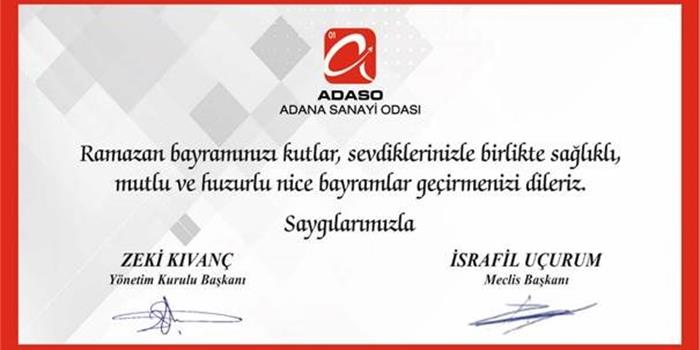 01
ADASO
ADANA SANAYİ ODASI
Ramazan bayramınızı kutlar, sevdiklerinizle birlikte sağlıklı,
mutlu ve huzurlu nice bayramlar geçirmenizi dileriz.
Saygılarımızla
ZEKİ KIVANÇ
Yönetim Kurulu Başkanı
İSRAFİL UÇURUM
Meclis Başkanı